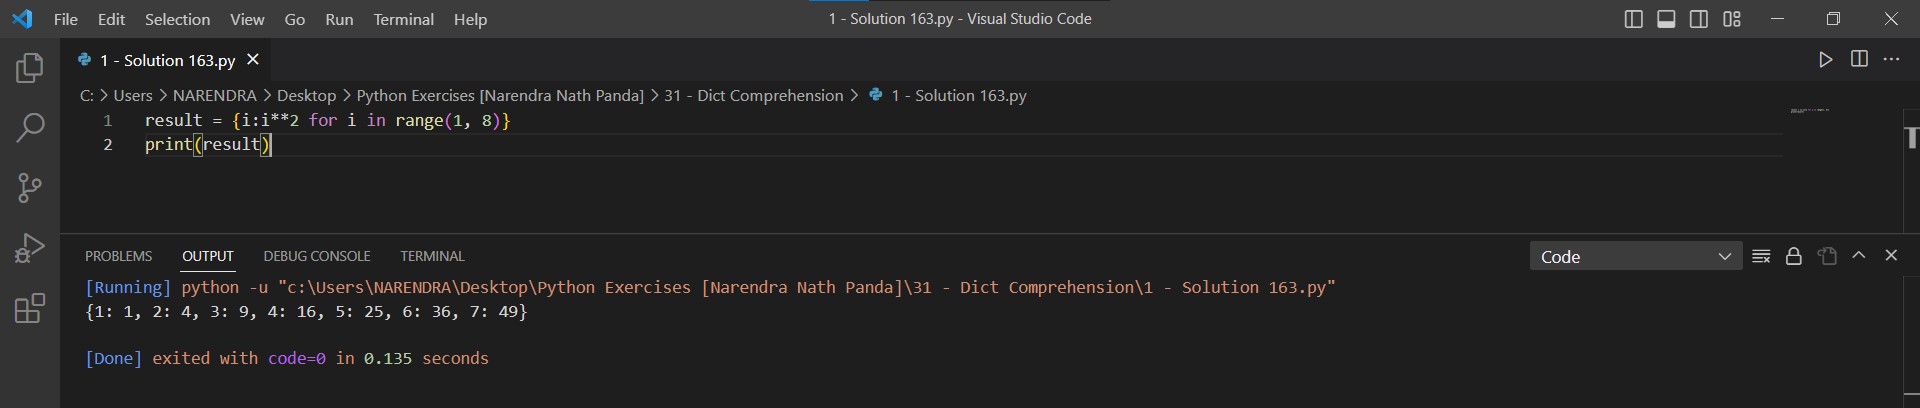 File Edit Selection View Go Run Terminal Help
1 - Solution 163.py - Visual Studio Code
1 - Solution 163.py
C: > Users > NARENDRA > Desktop > Python Exercises [Narendra Nath Panda] > 31 - Dict Comprehension > 1 - Solution 163.py
1 result = {i:i**2 for i in range(1, 8)}
2 print(result)
PROBLEMS OUTPUT DEBUG CONSOLE TERMINAL
Code
[Running] python -u "c:\Users\NARENDRA\Desktop\Python Exercises [Narendra Nath Panda]\31 - Dict Comprehension\1 - Solution 163.py"
{1: 1, 2: 4, 3: 9, 4: 16, 5: 25, 6: 36, 7: 49}
[Done] exited with code=0 in 0.135 seconds